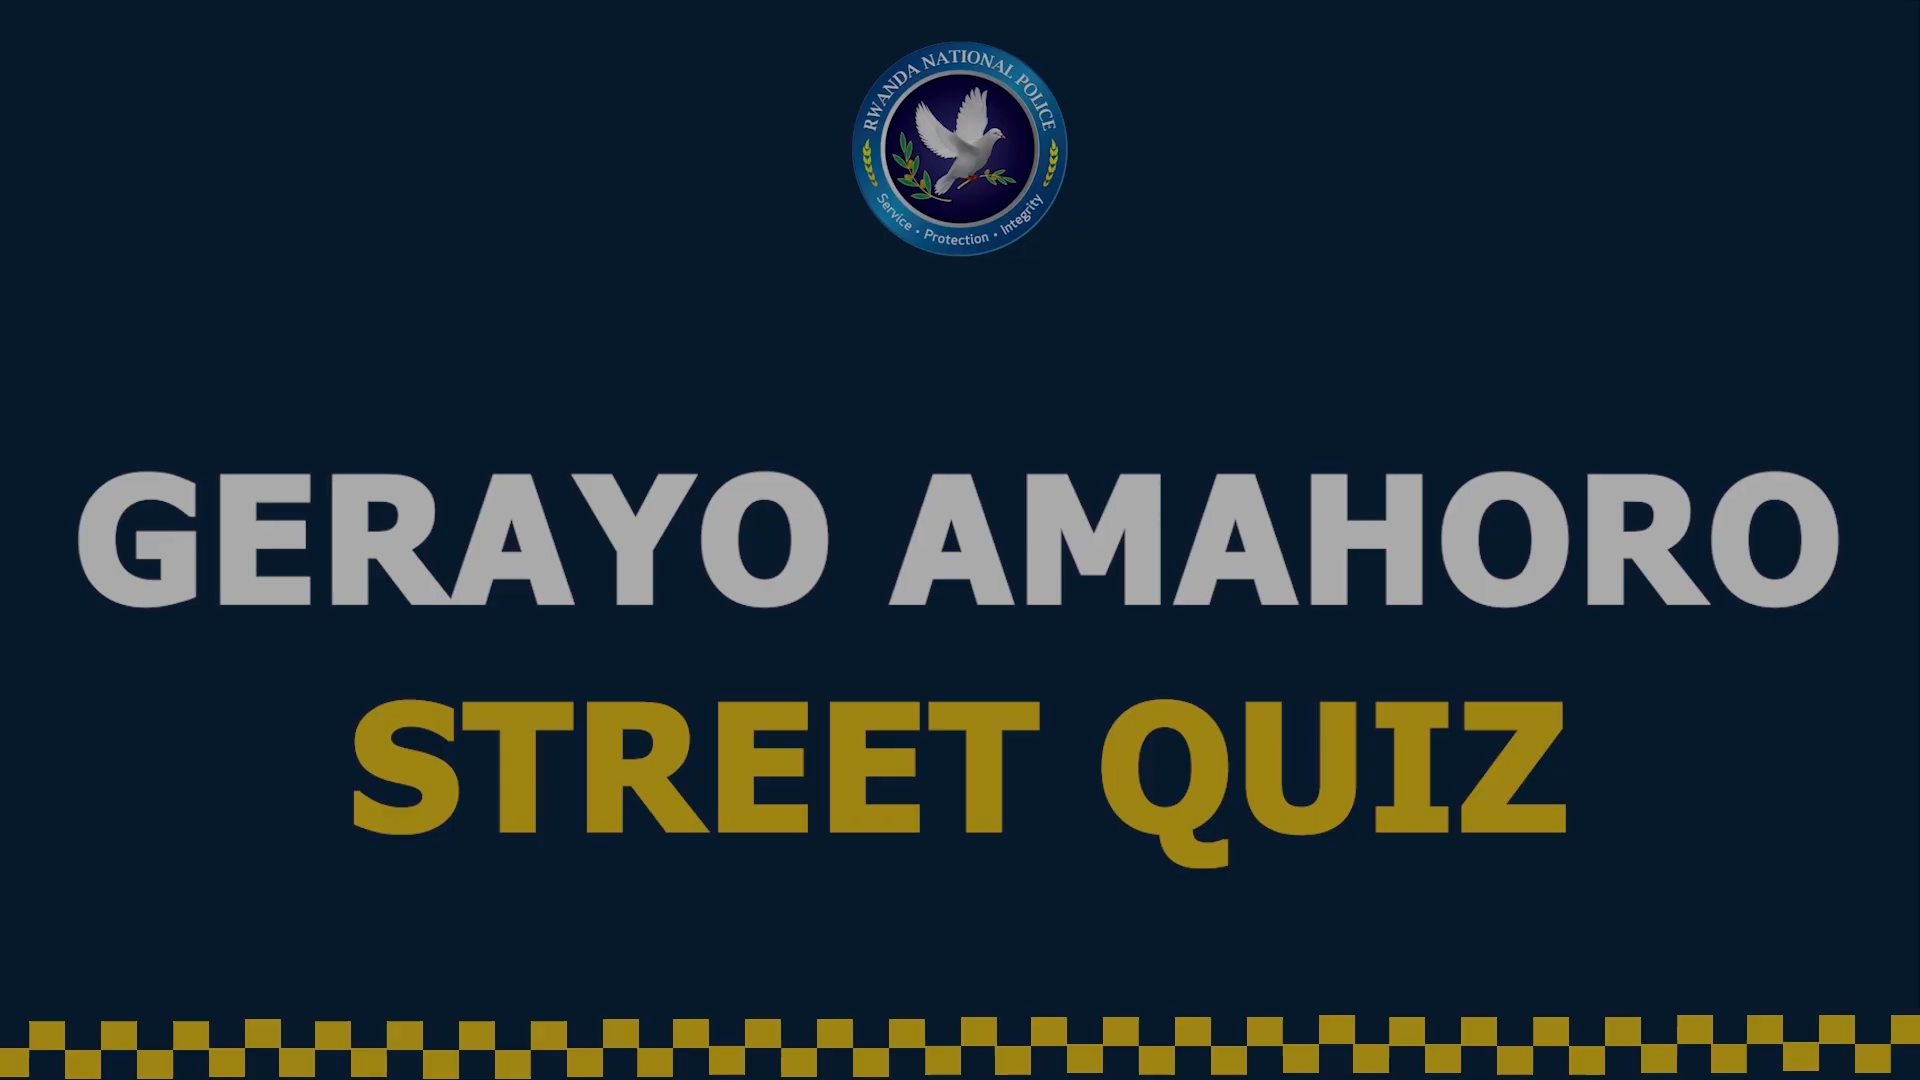 RWANDA NATIONAL POLICE
Service • Protection • Integrity
GERAYO AMAHORO
STREET QUIZ